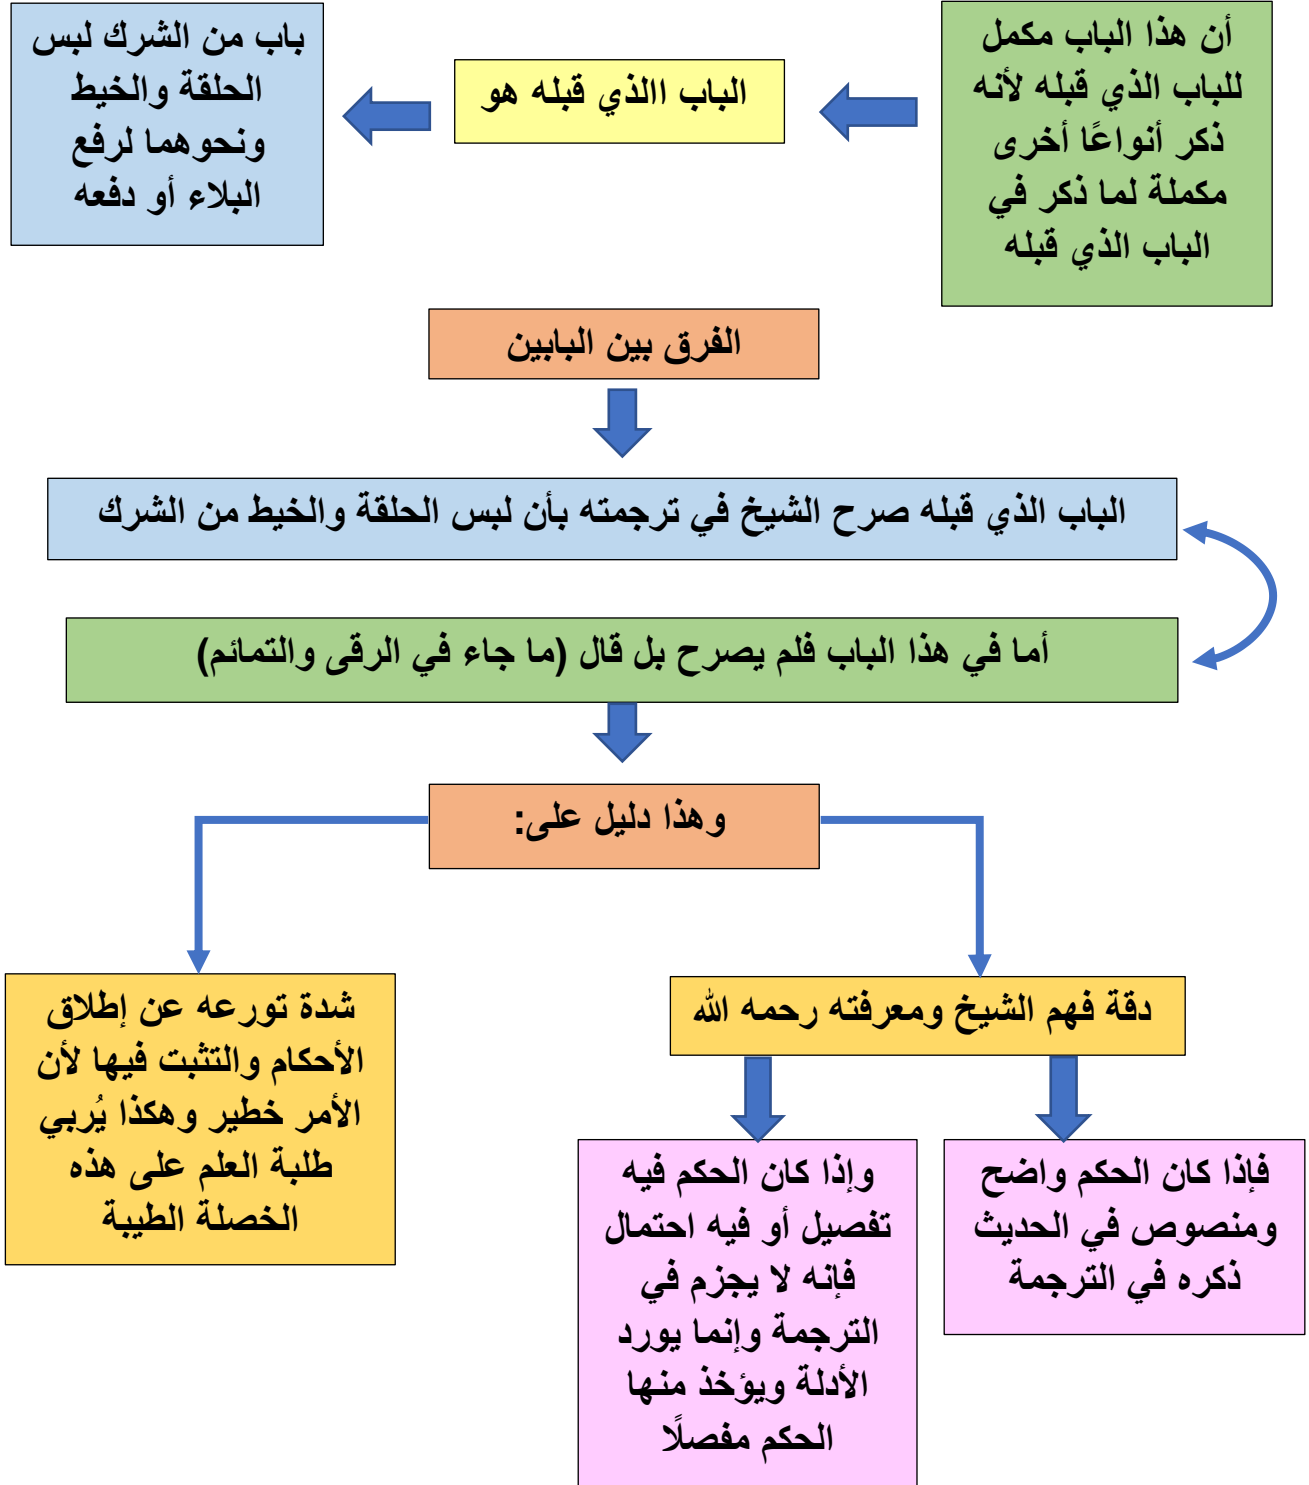 أن هذا الباب مكمل
للباب الذي قبله لأنه
ذكر أنواعًا أخرى
مكملة لما ذكر في
الباب الذي قبله
الباب االذي قبله هو
باب من الشرك لبس
الحلقة والخيط
ونحوهما لرفع
البلاء أو دفعه
الفرق بين البابين
الباب الذي قبله صرح الشيخ في ترجمته بأن لبس الحلقة والخيط من الشرك
أما في هذا الباب فلم يصرح بل قال (ما جاء في الرقى والتمائم)
وهذا دليل على:
دقة فهم الشيخ ومعرفته رحمه الله
فإذا كان الحكم واضح
ومنصوص في الحديث
ذكره في الترجمة
وإذا كان الحكم فيه
تفصيل أو فيه احتمال
فإنه لا يجزم في
الترجمة وإنما يورد
الأدلة ويؤخذ منها
الحكم مفصلًا
شدة تورعه عن إطلاق
الأحكام والتثبت فيها لأن
الأمر خطير وهكذا يُربي
طلبة العلم على هذه
الخصلة الطيبة